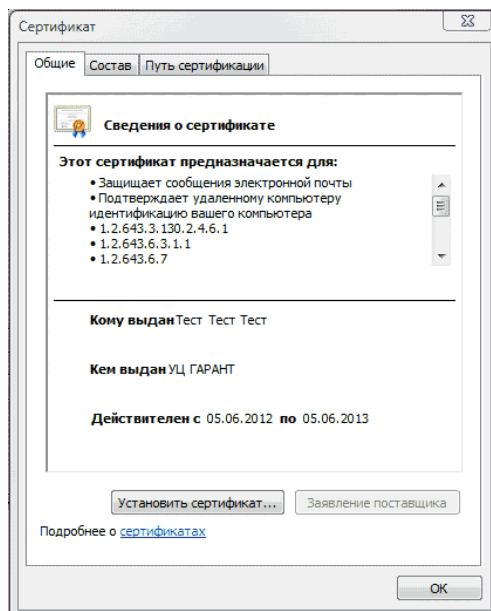 Сертификат
Общие Состав Путь сертификации
Сведения о сертификате
Этот сертификат предназначается для:
• Защищает сообщения электронной почты
• Подтверждает удаленному компьютеру
идентификацию вашего компьютера
• 1.2.643.3.130.2.4.6.1
• 1.2.643.6.3.1.1
• 1.2.643.6.7
Кому выдан Тест Тест Тест
Кем выдан УЦ ГАРАНТ
Действителен с 05.06.2012 по 05.06.2013
Установить сертификат... Заявление поставщика
Подробнее о сертификатах
ОК